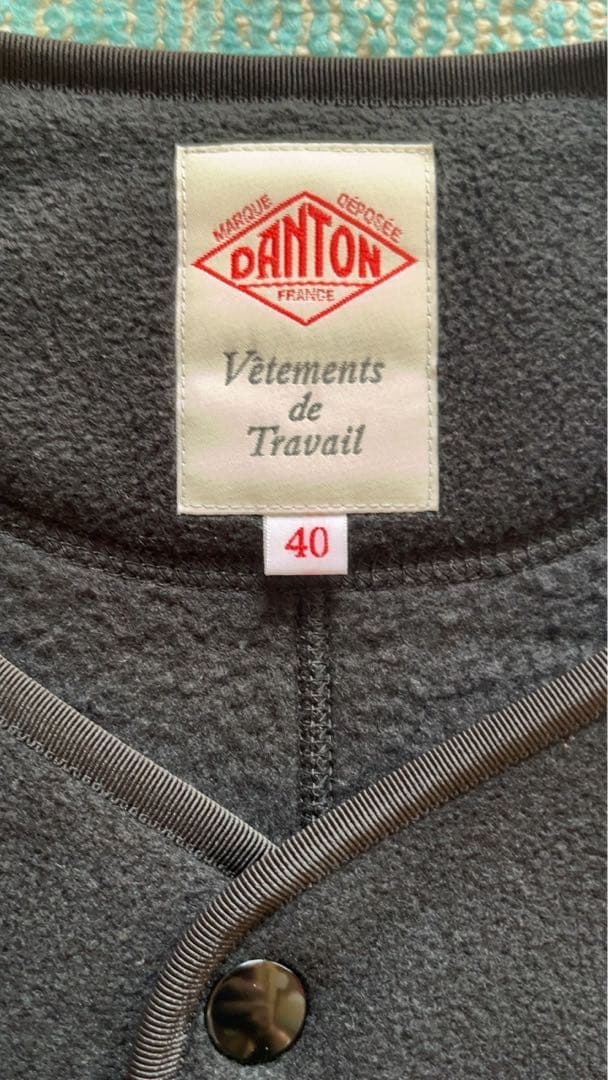 MARQUE DÉPOSÉE
DANTON
FRANCE
Vêtements
de
Travail
40